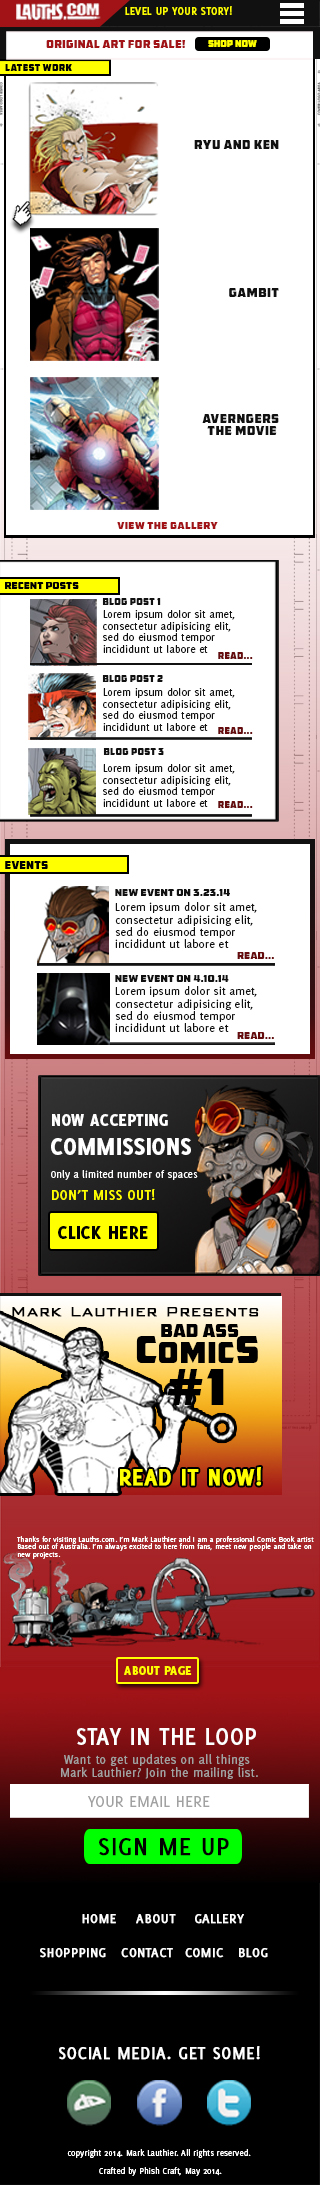 LAUTHS.COM
LEVEL UP YOUR STORY!
ORIGINAL ART FOR SALE! SHOP NOW
LATEST WORK
RYU AND KEN
GAMBIT
AVERNGERS
THE MOVIE
VIEW THE GALLERY
RECENT POSTS
BLOG POST 1
Lorem ipsum dolor sit amet,
consectetur adipisicing elit,
sed do eiusmod tempor
incididunt ut labore et READ...
BLOG POST 2
Lorem ipsum dolor sit amet,
consectetur adipisicing elit,
sed do eiusmod tempor
incididunt ut labore et READ...
BLOG POST 3
Lorem ipsum dolor sit amet,
consectetur adipisicing elit,
sed do eiusmod tempor
incididunt ut labore et READ...
EVENTS
NEW EVENT ON 3.23.14
Lorem ipsum dolor sit amet,
consectetur adipisicing elit,
sed do eiusmod tempor
incididunt ut labore et
READ...
NEW EVENT ON 4.10.14
Lorem ipsum dolor sit amet,
consectetur adipisicing elit,
sed do eiusmod tempor
incididunt ut labore et
READ...
NOW ACCEPTING
COMMISSIONS
Only a limited number of spaces
DON'T MISS OUT!
CLICK HERE
MARK LAUTHIER PRESENTS
BAD ASS
COMICS
#1
READ IT NOW!
Thanks for visiting Lauths.com. I'm Mark Lauthier and I am a professional Comic Book artist
Based out of Australia. I'm always excited to here from fans, meet new people and take on
new projects.
ABOUT PAGE
STAY IN THE LOOP
Want to get updates on all things
Mark Lauthier? Join the mailing list.
YOUR EMAIL HERE
SIGN ME UP
HOME ABOUT GALLERY
SHOPPPING CONTACT COMIC BLOG
SOCIAL MEDIA. GET SOME!
copyright 2014. Mark Lauthier. All rights reserved.
Crafted by Phish Craft, May 2014.